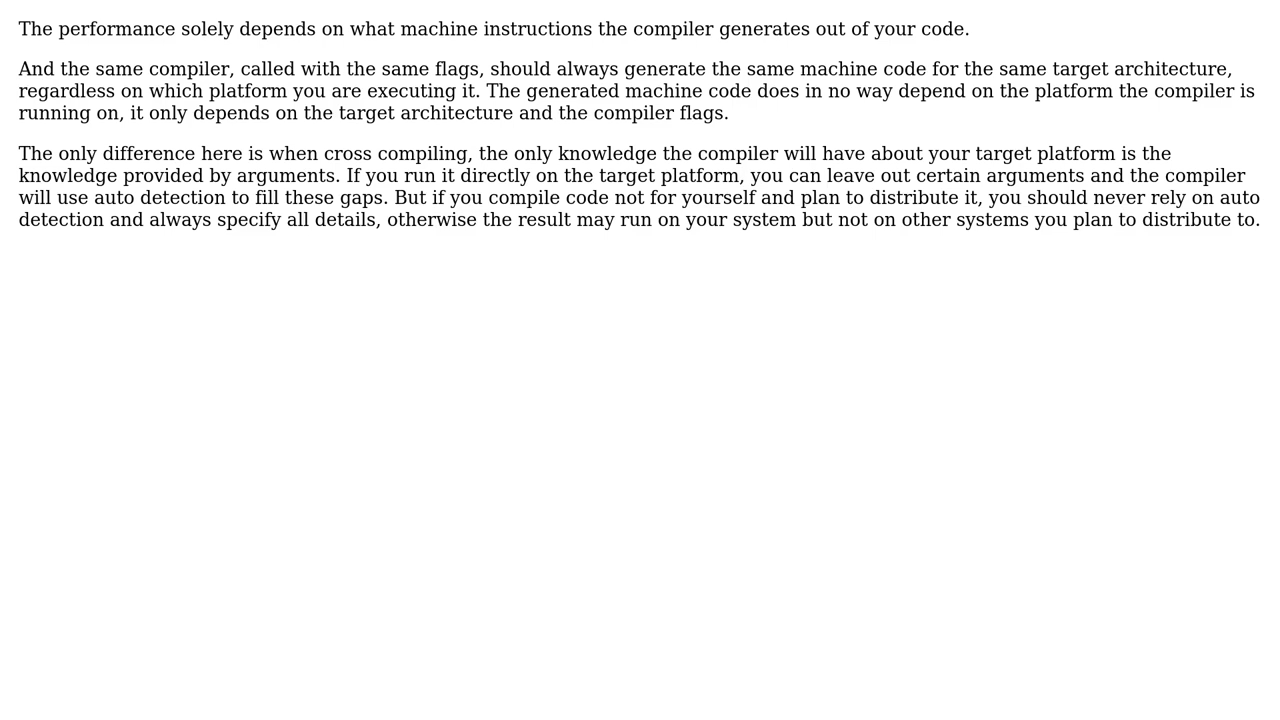 The performance solely depends on what machine instructions the compiler generates out of your code.
And the same compiler, called with the same flags, should always generate the same machine code for the same target architecture,
regardless on which platform you are executing it. The generated machine code does in no way depend on the platform the compiler is
running on, it only depends on the target architecture and the compiler flags.
The only difference here is when cross compiling, the only knowledge the compiler will have about your target platform is the
knowledge provided by arguments. If you run it directly on the target platform, you can leave out certain arguments and the compiler
will use auto detection to fill these gaps. But if you compile code not for yourself and plan to distribute it, you should never rely on auto
detection and always specify all details, otherwise the result may run on your system but not on other systems you plan to distribute to.